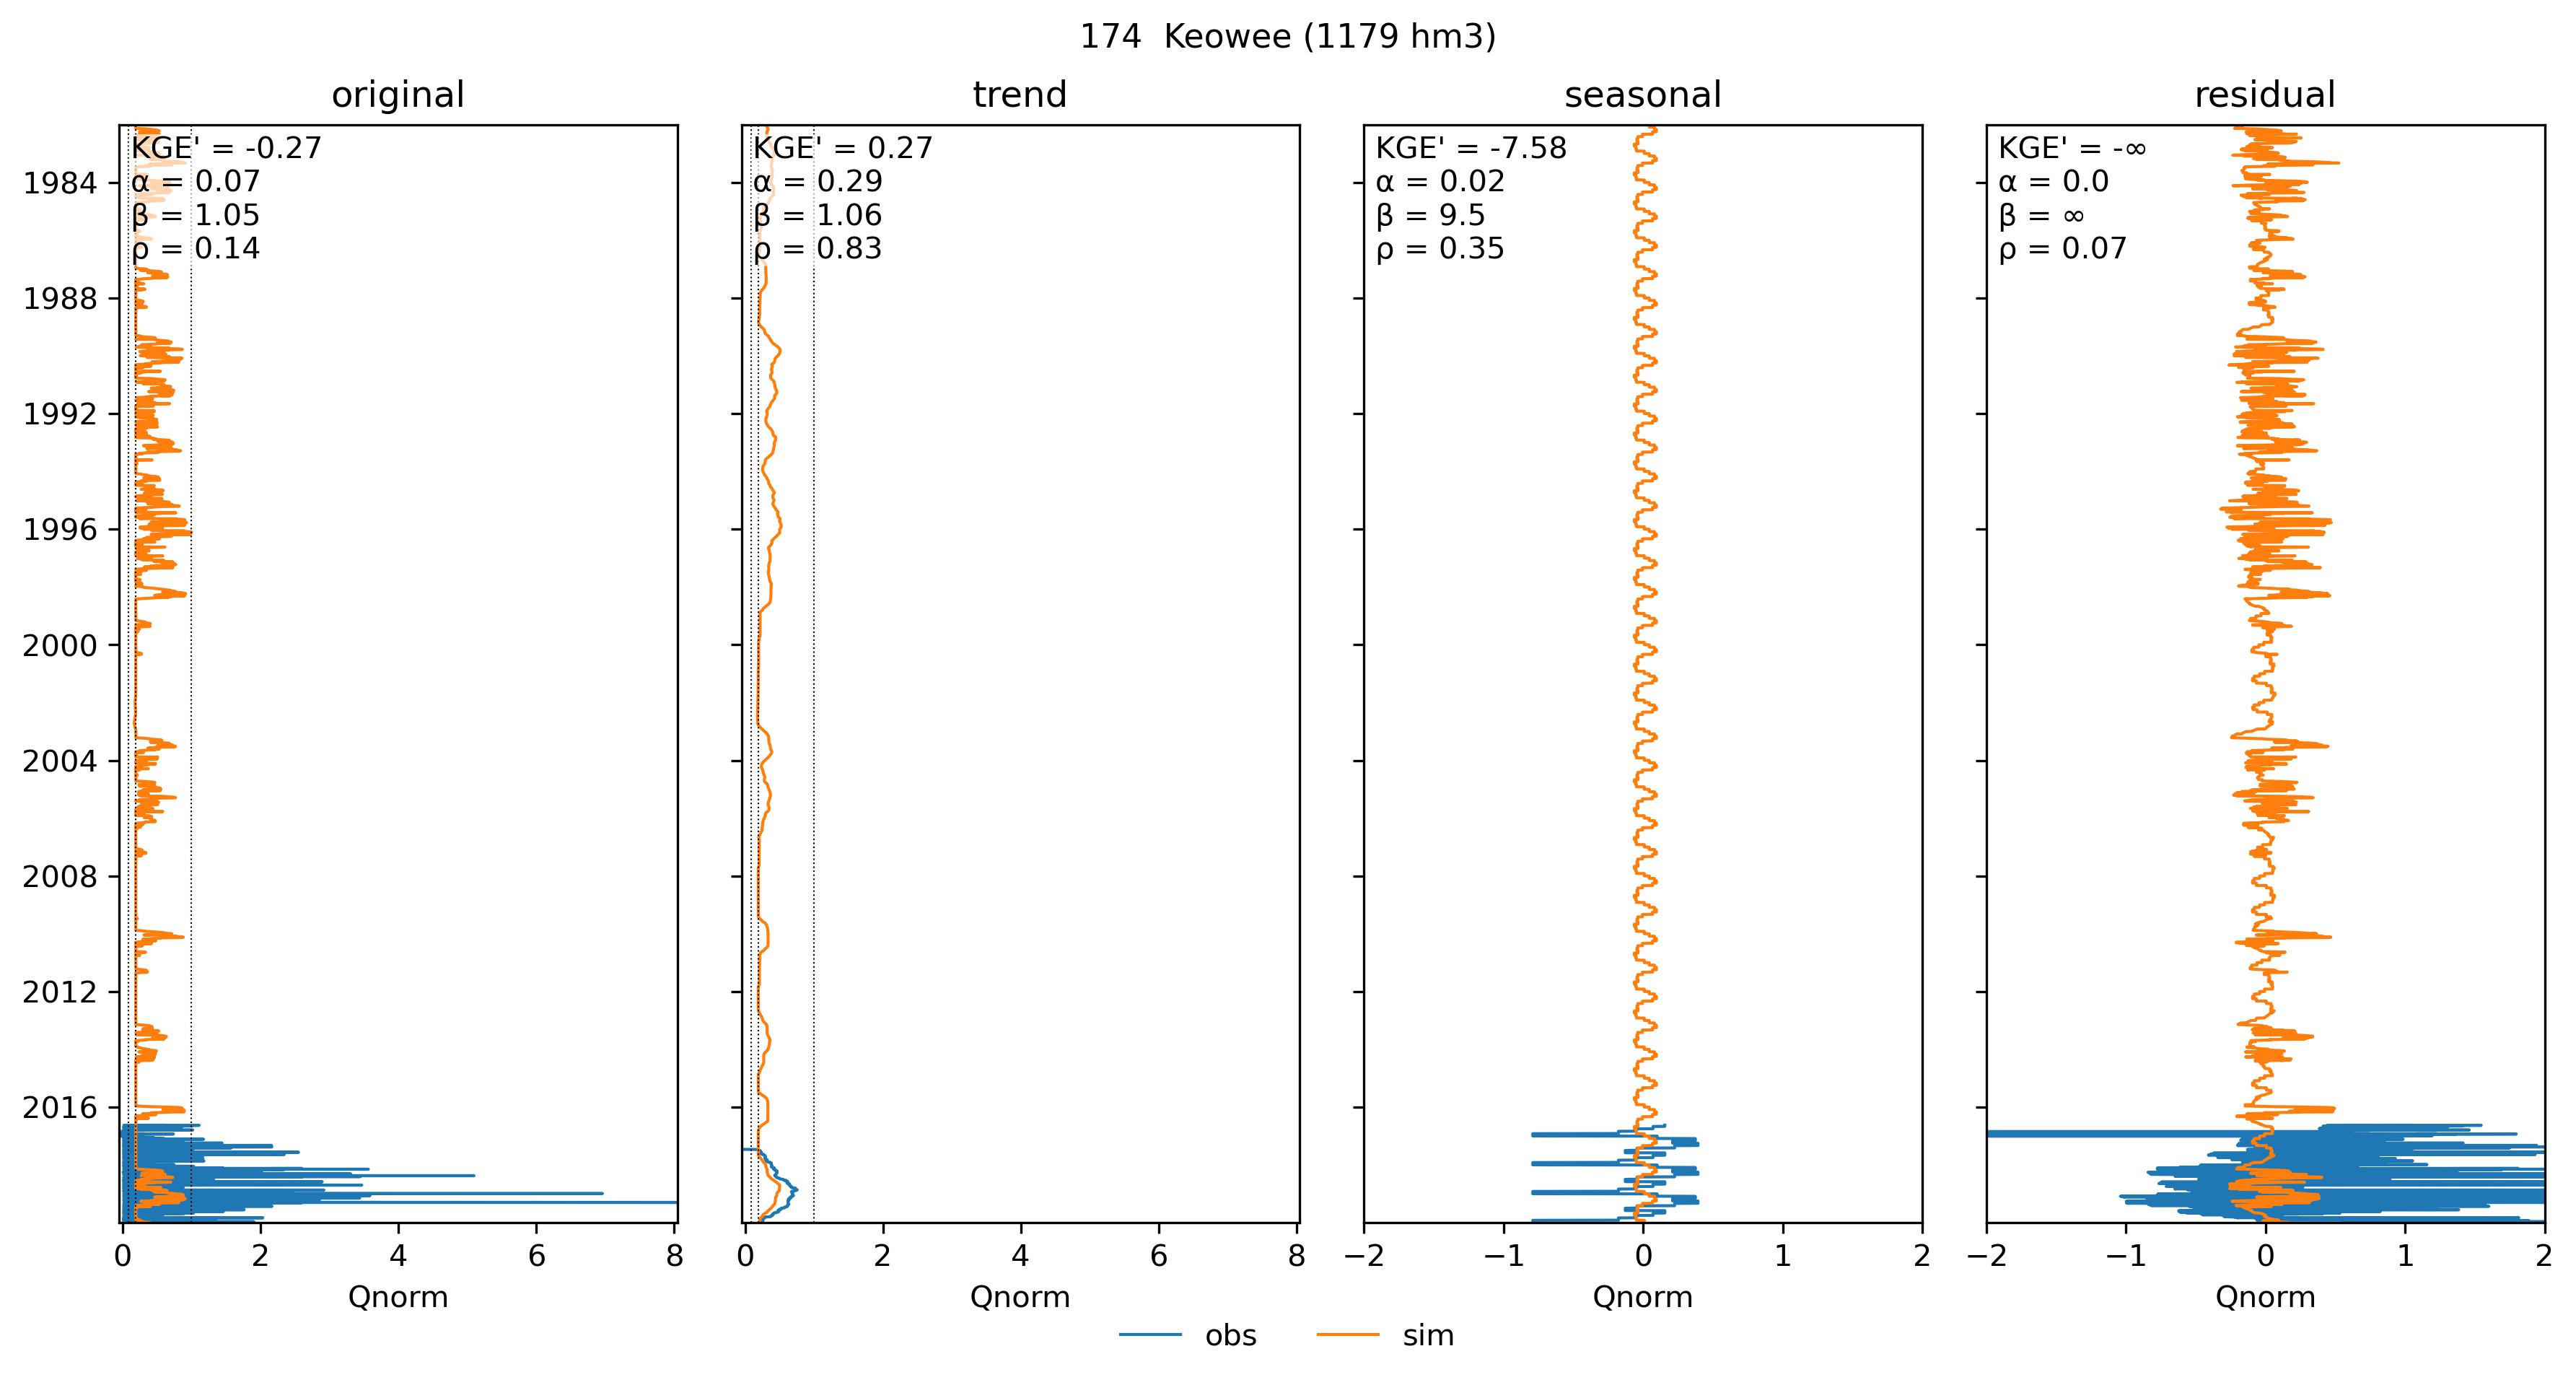 174  Keowee (1179 hm3)
original
trend
seasonal
residual
KGE' = -0.27
α = 0.07
β = 1.05
ρ = 0.14
KGE' = 0.27
α = 0.29
β = 1.06
ρ = 0.83
KGE' = -7.58
α = 0.02
β = 9.5
ρ = 0.35
KGE' = -∞
α = 0.0
β = ∞
ρ = 0.07
1984
1988
1992
1996
2000
2004
2008
2012
2016
0 2 4 6 8
0 2 4 6 8
−2 −1 0 1 2
−2 −1 0 1 2
Qnorm
Qnorm
Qnorm
Qnorm
obs
sim